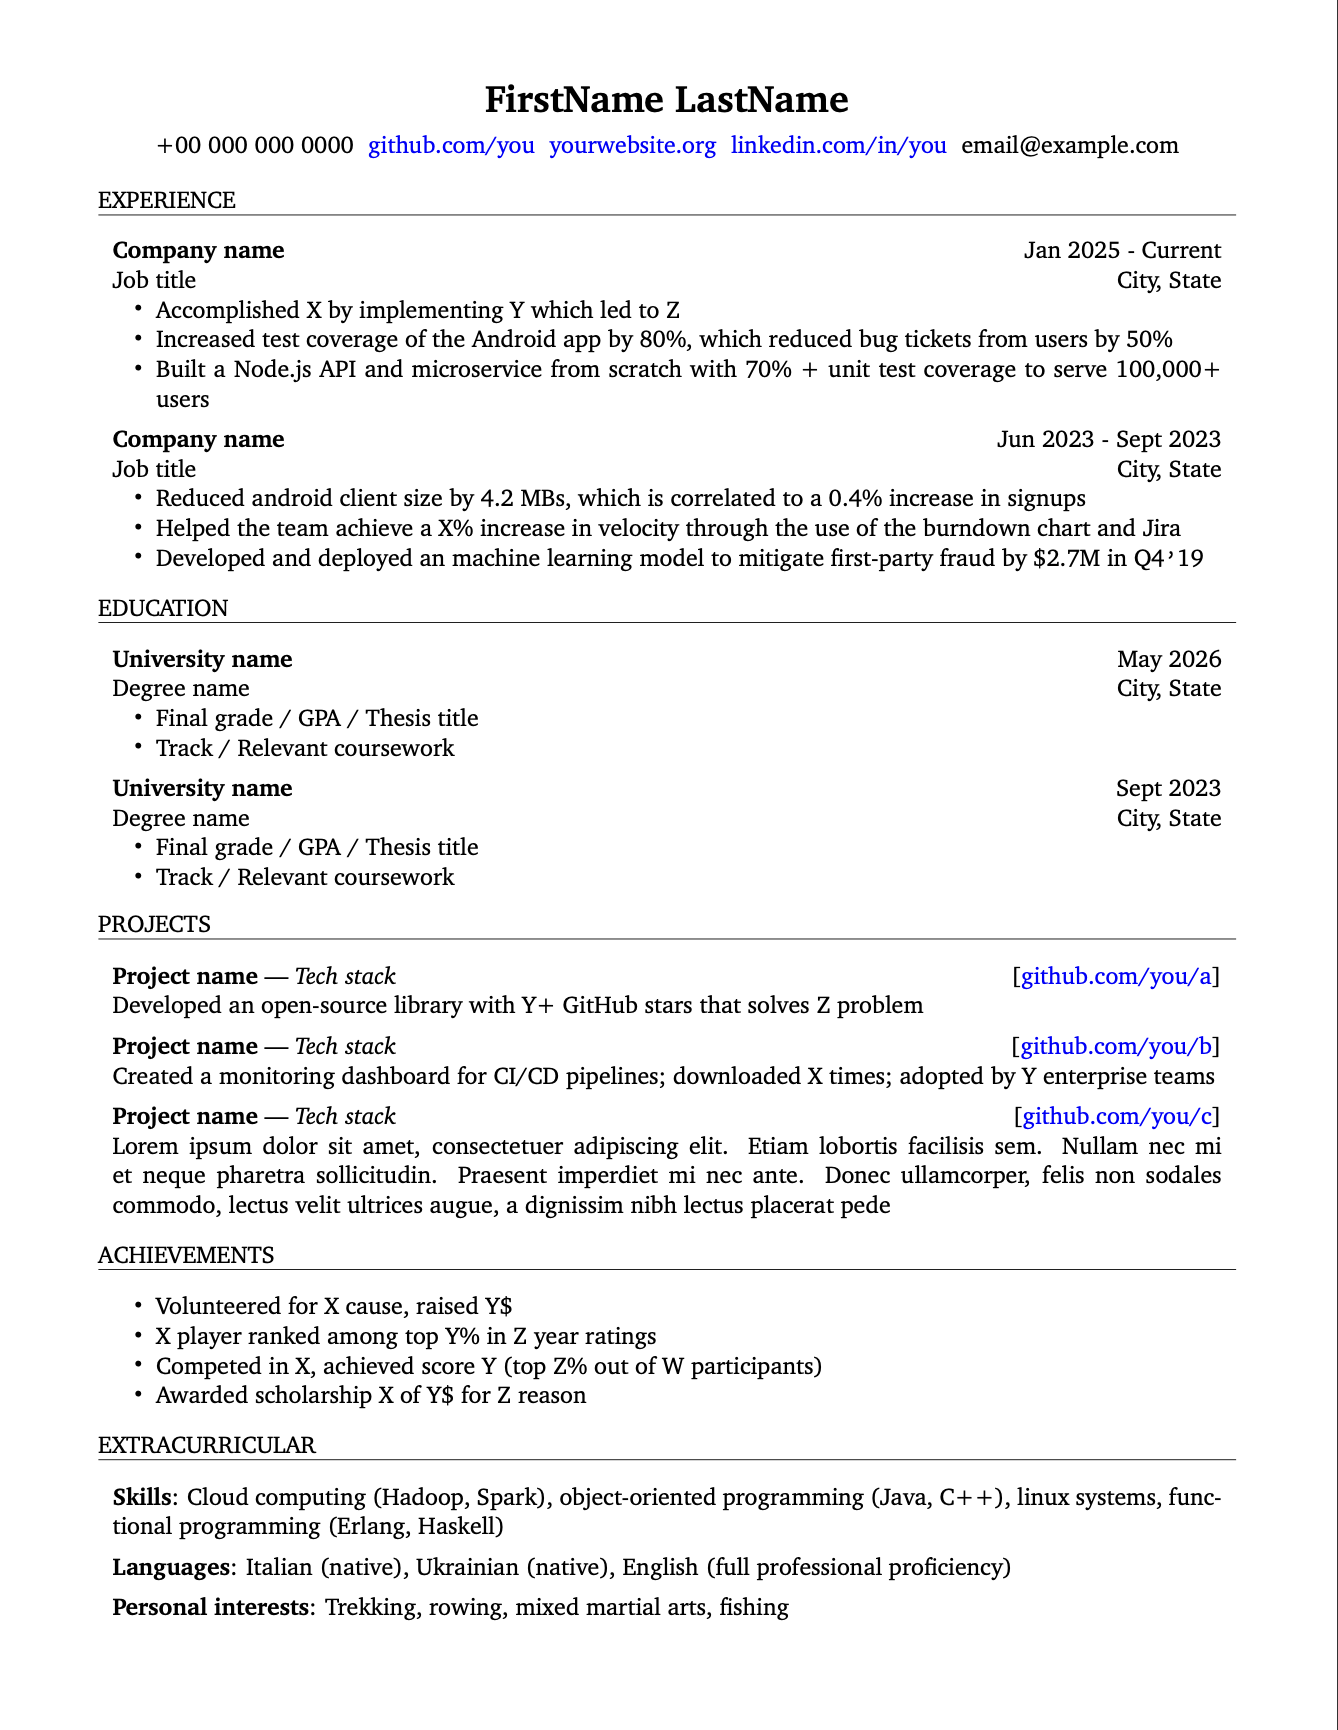 FirstName LastName
+00 000 000 0000 github.com/you yourwebsite.org linkedin.com/in/you email@example.com
EXPERIENCE
Company name Jan 2025 - Current
Job title City, State
• Accomplished X by implementing Y which led to Z
• Increased test coverage of the Android app by 80%, which reduced bug tickets from users by 50%
• Built a Node.js API and microservice from scratch with 70% + unit test coverage to serve 100,000+
users
Company name Jun 2023 - Sept 2023
Job title City, State
• Reduced android client size by 4.2 MBs, which is correlated to a 0.4% increase in signups
• Helped the team achieve a X% increase in velocity through the use of the burndown chart and Jira
• Developed and deployed an machine learning model to mitigate first-party fraud by $2.7M in Q4’19
EDUCATION
University name May 2026
Degree name City, State
• Final grade / GPA / Thesis title
• Track / Relevant coursework
University name Sept 2023
Degree name City, State
• Final grade / GPA / Thesis title
• Track / Relevant coursework
PROJECTS
Project name — Tech stack [github.com/you/a]
Developed an open-source library with Y+ GitHub stars that solves Z problem
Project name — Tech stack [github.com/you/b]
Created a monitoring dashboard for CI/CD pipelines; downloaded X times; adopted by Y enterprise teams
Project name — Tech stack [github.com/you/c]
Lorem ipsum dolor sit amet, consectetuer adipiscing elit. Etiam lobortis facilisis sem. Nullam nec mi
et neque pharetra sollicitudin. Praesent imperdiet mi nec ante. Donec ullamcorper, felis non sodales
commodo, lectus velit ultrices augue, a dignissim nibh lectus placerat pede
ACHIEVEMENTS
• Volunteered for X cause, raised Y$
• X player ranked among top Y% in Z year ratings
• Competed in X, achieved score Y (top Z% out of W participants)
• Awarded scholarship X of Y$ for Z reason
EXTRACURRICULAR
Skills: Cloud computing (Hadoop, Spark), object-oriented programming (Java, C++), linux systems, func-
tional programming (Erlang, Haskell)
Languages: Italian (native), Ukrainian (native), English (full professional proficiency)
Personal interests: Trekking, rowing, mixed martial arts, fishing